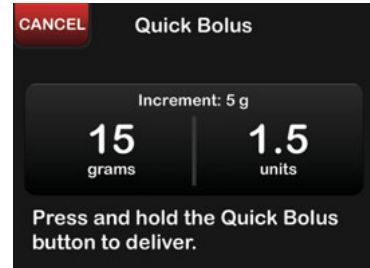 CANCEL
Quick Bolus
Increment: 5 g
15
grams
1.5
units
Press and hold the Quick Bolus
button to deliver.